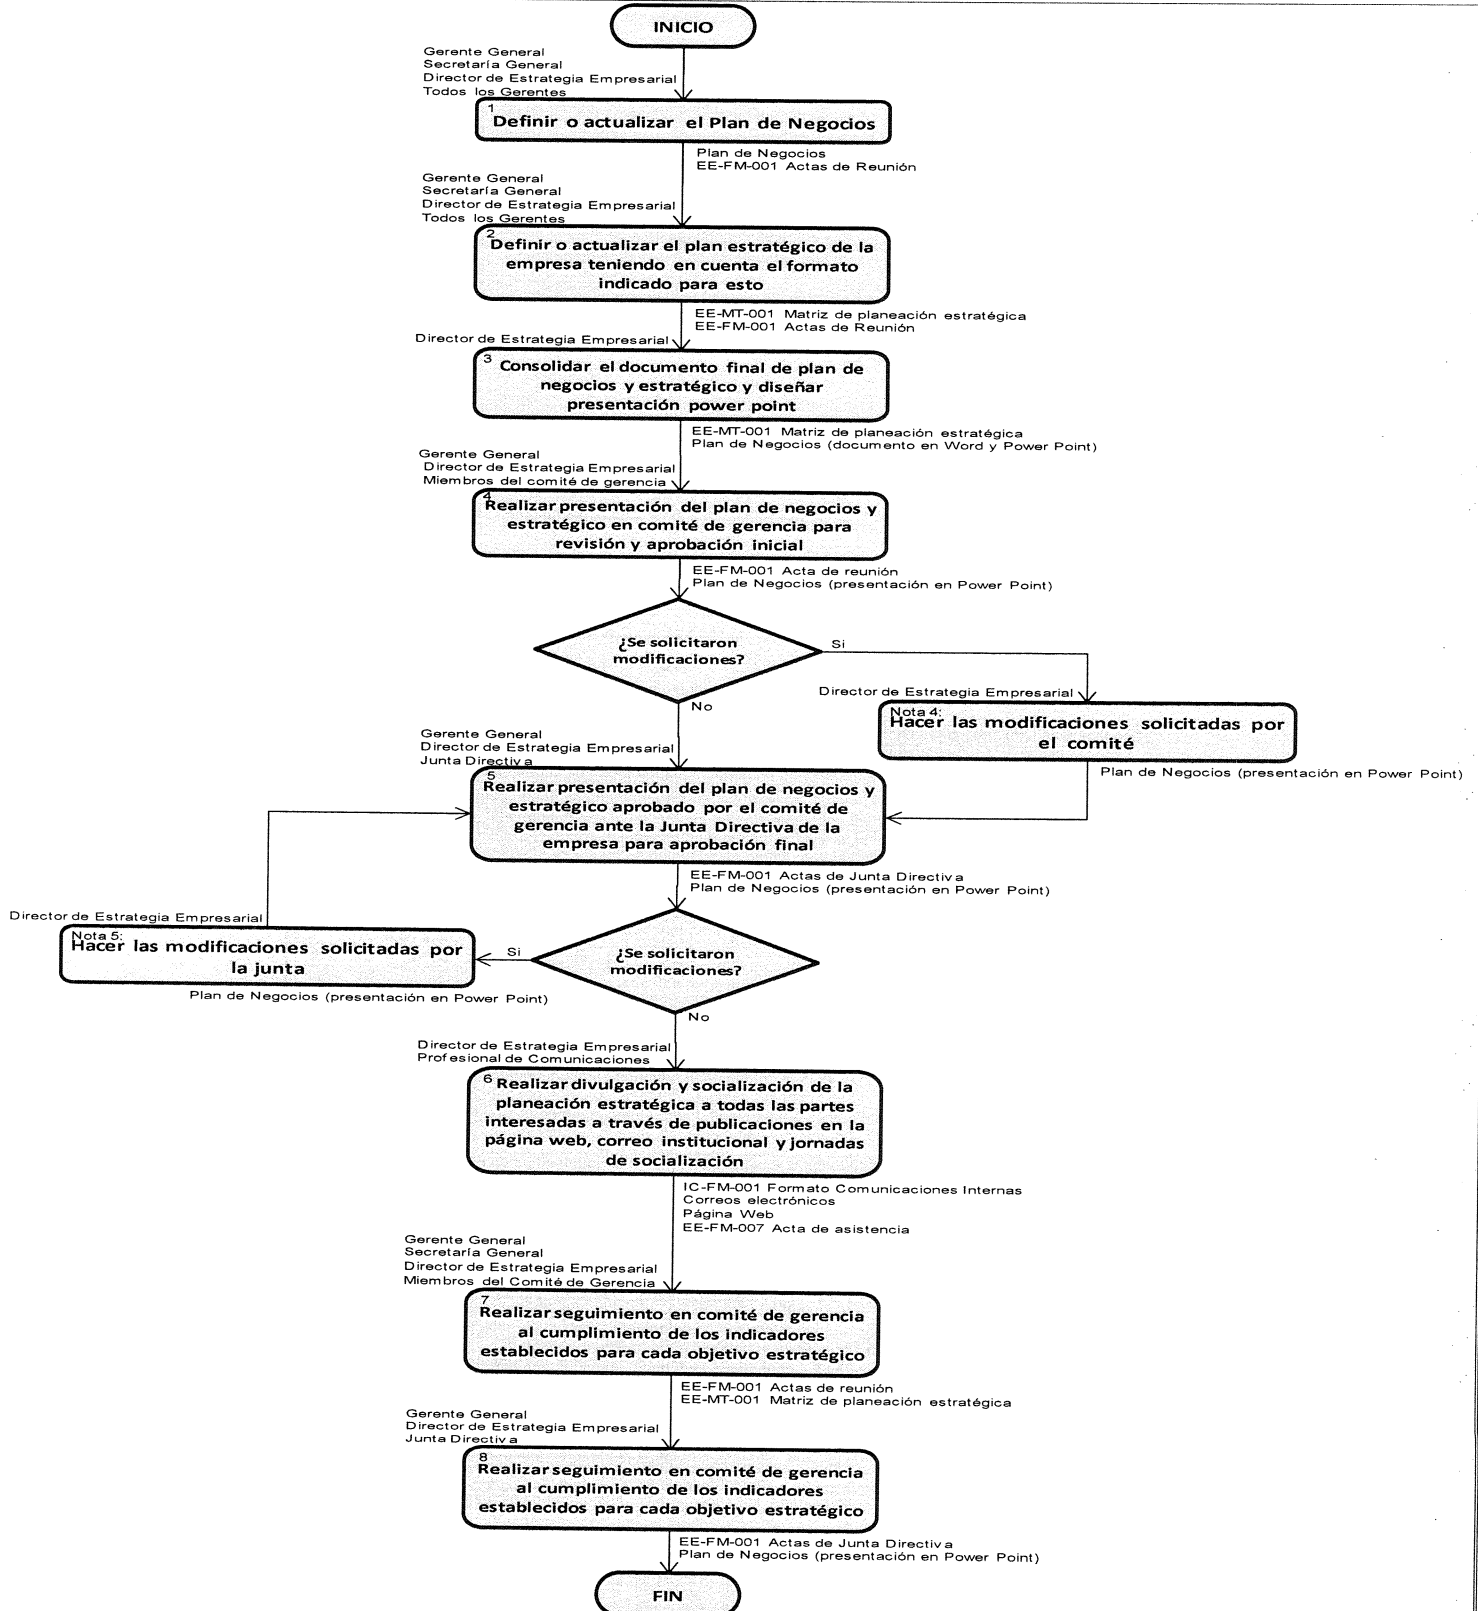 INICIO
Gerente General
Secretaría General
Director de Estrategia Empresarial
Todos los Gerentes
1
Definir o actualizar el Plan de Negocios
Plan de Negocios
EE-FM-001 Actas de Reunión
Gerente General
Secretaría General
Director de Estrategia Empresarial
Todos los Gerentes
2
Definir o actualizar el plan estratégico de la
empresa teniendo en cuenta el formato
indicado para esto
EE-MT-001 Matriz de planeación estratégica
EE-FM-001 Actas de Reunión
Director de Estrategia Empresarial
3
Consolidar el documento final de plan de
negocios y estratégico y diseñar
presentación power point
EE-MT-001 Matriz de planeación estratégica
Plan de Negocios (documento en Word y Power Point)
Gerente General
Director de Estrategia Empresarial
Miembros del comité de gerencia
4
Realizar presentación del plan de negocios y
estratégico en comité de gerencia para
revisión y aprobación inicial
EE-FM-001 Acta de reunión
Plan de Negocios (presentación en Power Point)
¿Se solicitaron
modificaciones?
Si
No
Director de Estrategia Empresarial
Nota 4:
Hacer las modificaciones solicitadas por
el comité
Plan de Negocios (presentación en Power Point)
Gerente General
Director de Estrategia Empresarial
Junta Directiva
5
Realizar presentación del plan de negocios y
estratégico aprobado por el comité de
gerencia ante la Junta Directiva de la
empresa para aprobación final
EE-FM-001 Actas de Junta Directiva
Plan de Negocios (presentación en Power Point)
Director de Estrategia Empresarial
Nota 5:
Hacer las modificaciones solicitadas por
la junta
Plan de Negocios (presentación en Power Point)
Si
¿Se solicitaron
modificaciones?
No
Director de Estrategia Empresarial
Profesional de Comunicaciones
6
Realizar divulgación y socialización de la
planeación estratégica a todas las partes
interesadas a través de publicaciones en la
página web, correo institucional y jornadas
de socialización
IC-FM-001 Formato Comunicaciones Internas
Correos electrónicos
Página Web
EE-FM-007 Acta de asistencia
Gerente General
Secretaría General
Director de Estrategia Empresarial
Miembros del Comité de Gerencia
7
Realizar seguimiento en comité de gerencia
al cumplimiento de los indicadores
establecidos para cada objetivo estratégico
EE-FM-001 Actas de reunión
EE-MT-001 Matriz de planeación estratégica
Gerente General
Director de Estrategia Empresarial
Junta Directiva
8
Realizar seguimiento en comité de gerencia
al cumplimiento de los indicadores
establecidos para cada objetivo estratégico
EE-FM-001 Actas de Junta Directiva
Plan de Negocios (presentación en Power Point)
FIN